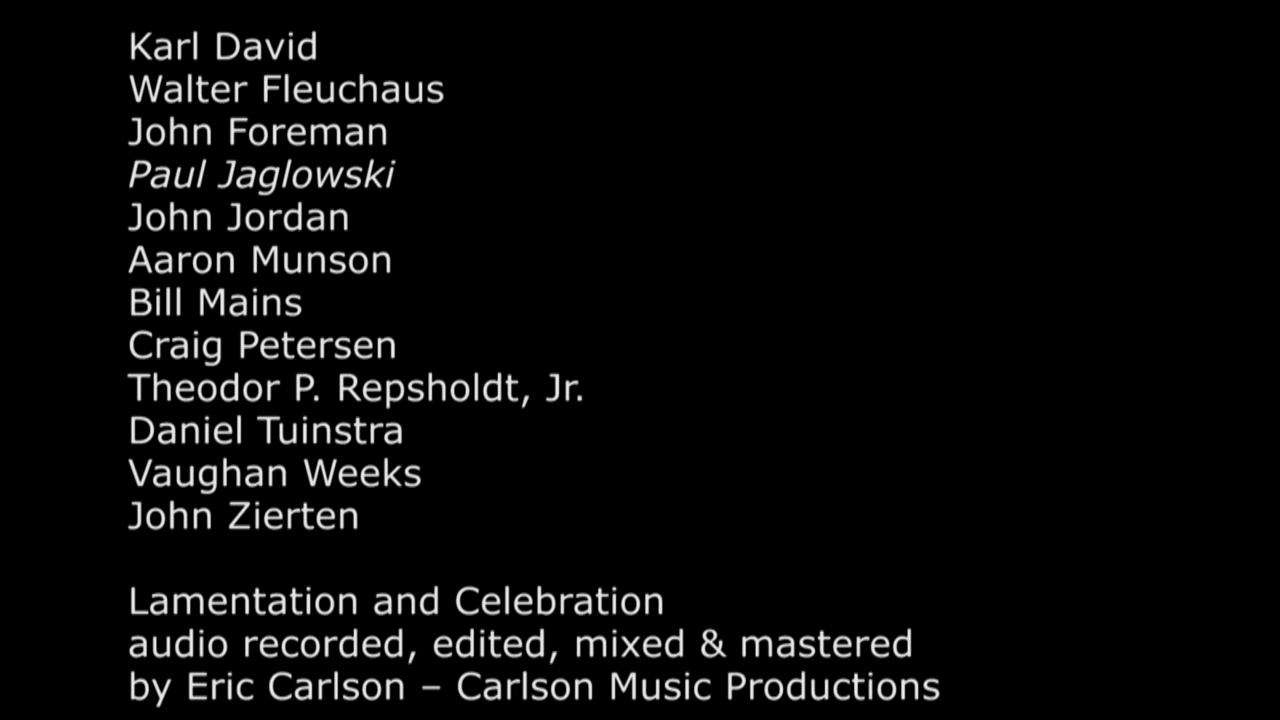 Karl David
Walter Fleuchaus
John Foreman
Paul Jaglowski
John Jordan
Aaron Munson
Bill Mains
Craig Petersen
Theodor P. Repsholdt, Jr.
Daniel Tuinstra
Vaughan Weeks
John Zierten
Lamentation and Celebration
audio recorded, edited, mixed & mastered
by Eric Carlson – Carlson Music Productions